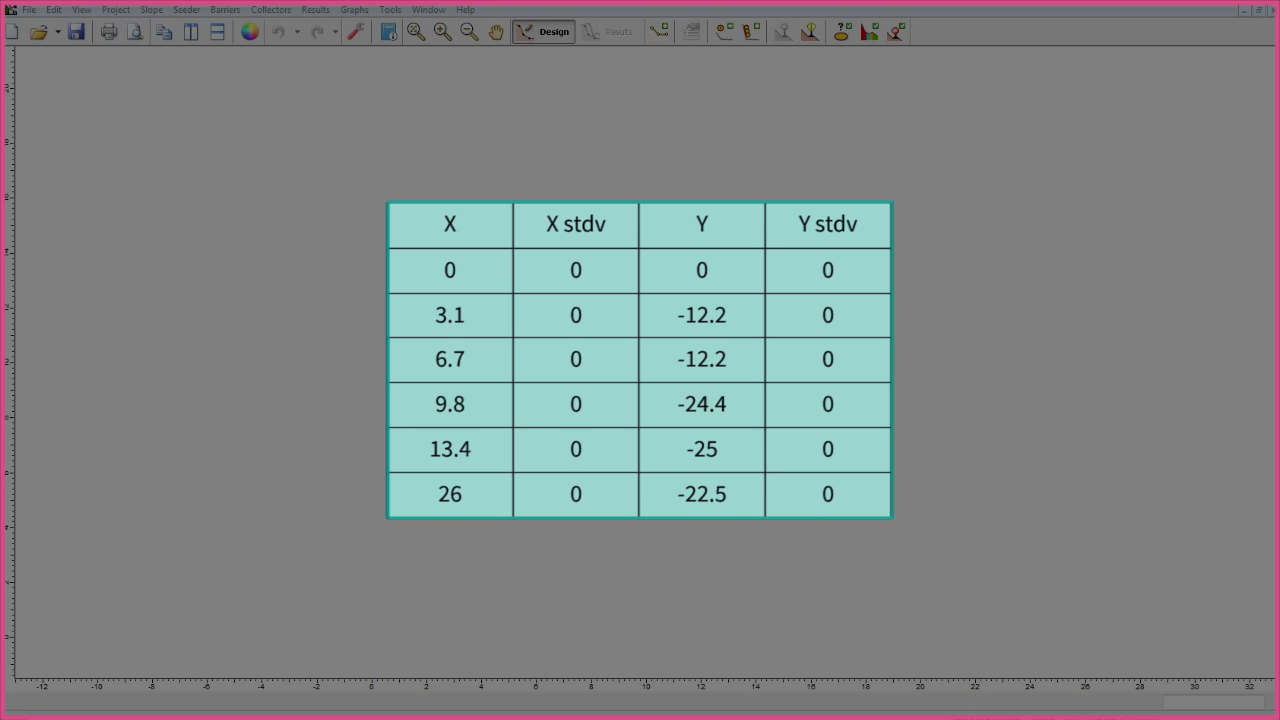 File Edit View Project Slope Seeder Barriers Collectors Results Graphs Tools Window Help
Design Results
X X stdv Y Y stdv
0 0 0 0
3.1 0 -12.2 0
6.7 0 -12.2 0
9.8 0 -24.4 0
13.4 0 -25 0
26 0 -22.5 0
-12 -10 -8 -6 -4 -2 0 2 4 6 8 10 12 14 16 18 20 22 24 26 28 30 32